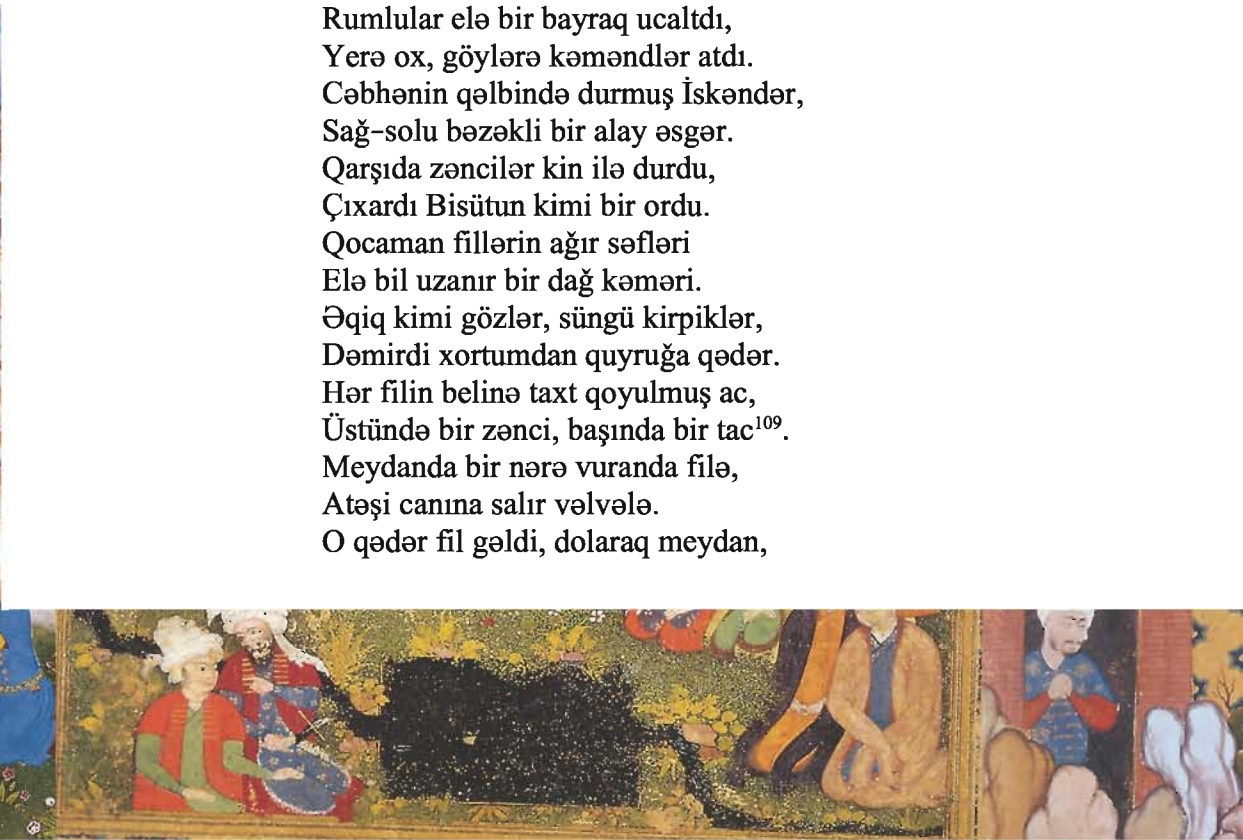 Rumlular elə bir bayraq ucaltdı,
Yerə ox, göylərə kəməndlər atdı.
Cəbhənin qəlbində durmuş İskəndər,
Sağ-solu bəzəkli bir alay əsgər.
Qarşıda zəncilər kin ilə durdu,
Çıxardı Bisütun kimi bir ordu.
Qocaman fillərin ağır səfləri
Elə bil uzanır bir dağ kəməri.
Əqiq kimi gözlər, süngü kirpiklər,
Dəmirdi xortumdan quyruğa qədər.
Hər filin belinə taxt qoyulmuş ac,
Üstündə bir zənci, başında bir tac¹⁰⁹.
Meydanda bir nərə vuranda filə,
Atəşi canına salır vəlvələ.
O qədər fil gəldi, dolaraq meydan,